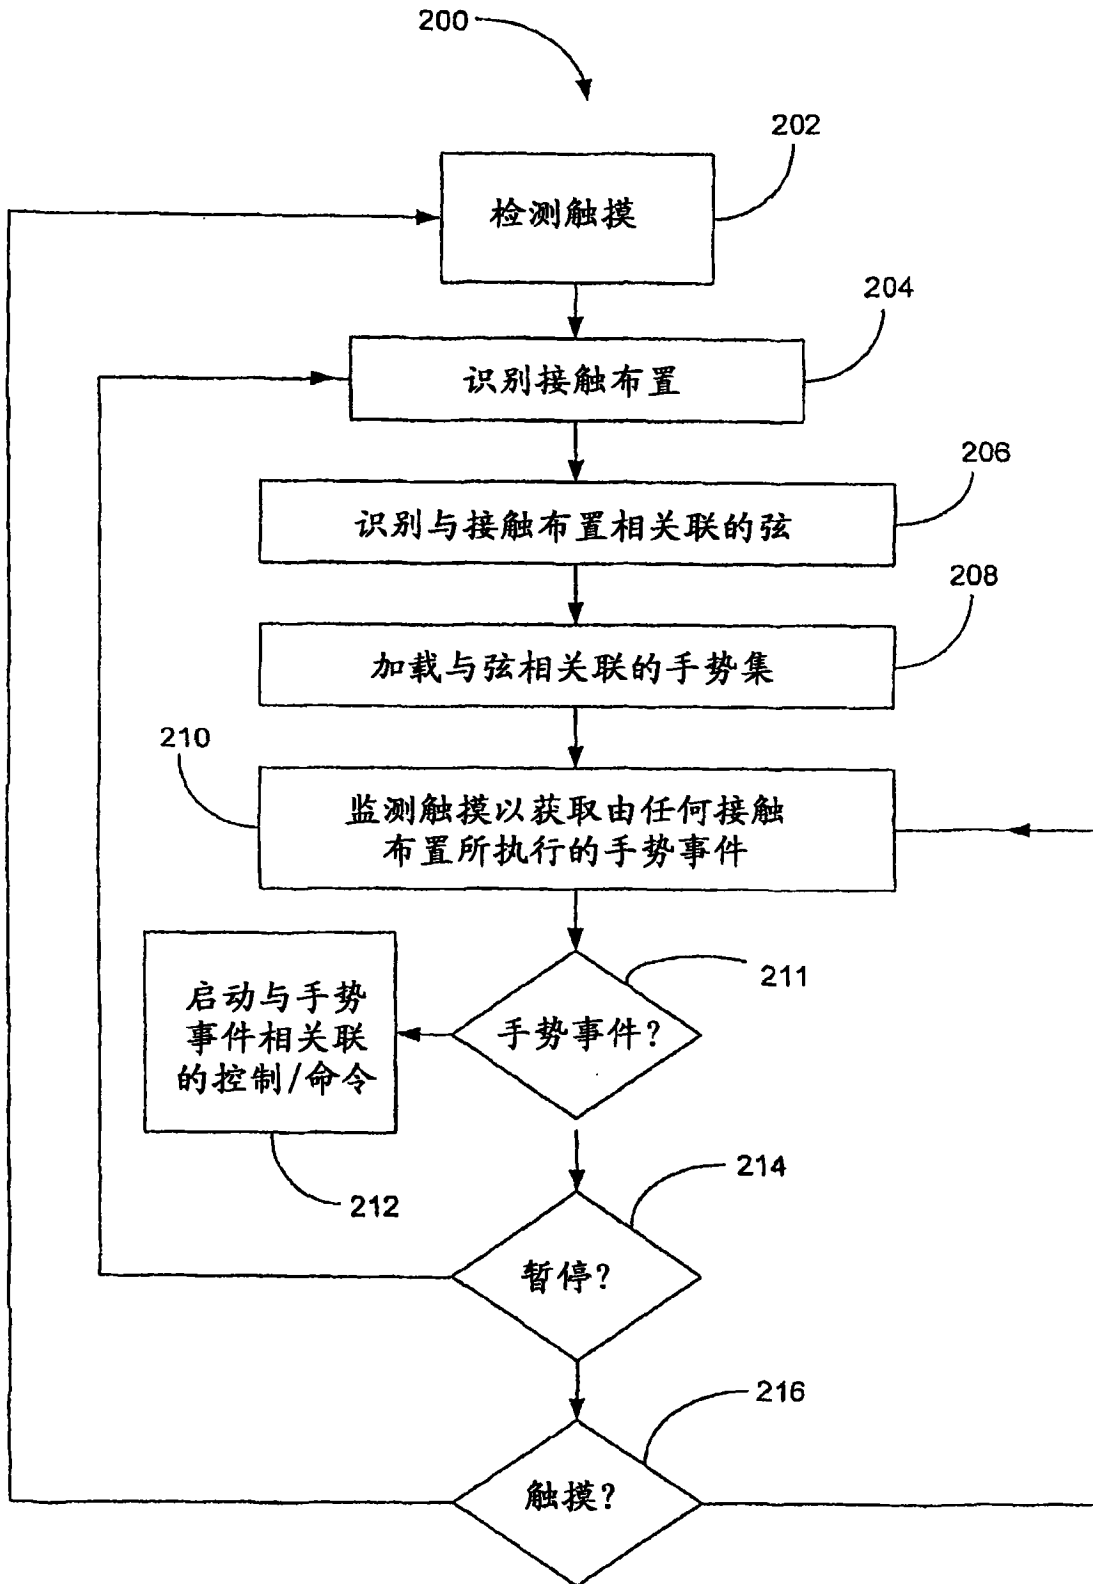 200
202
检测触摸
204
识别接触布置
206
识别与接触布置相关联的弦
208
加载与弦相关联的手势集
210
监测触摸以获取由任何接触
布置所执行的手势事件
211
手势事件?
启动与手势
事件相关联
的控制/命令
212
214
暂停?
216
触摸?